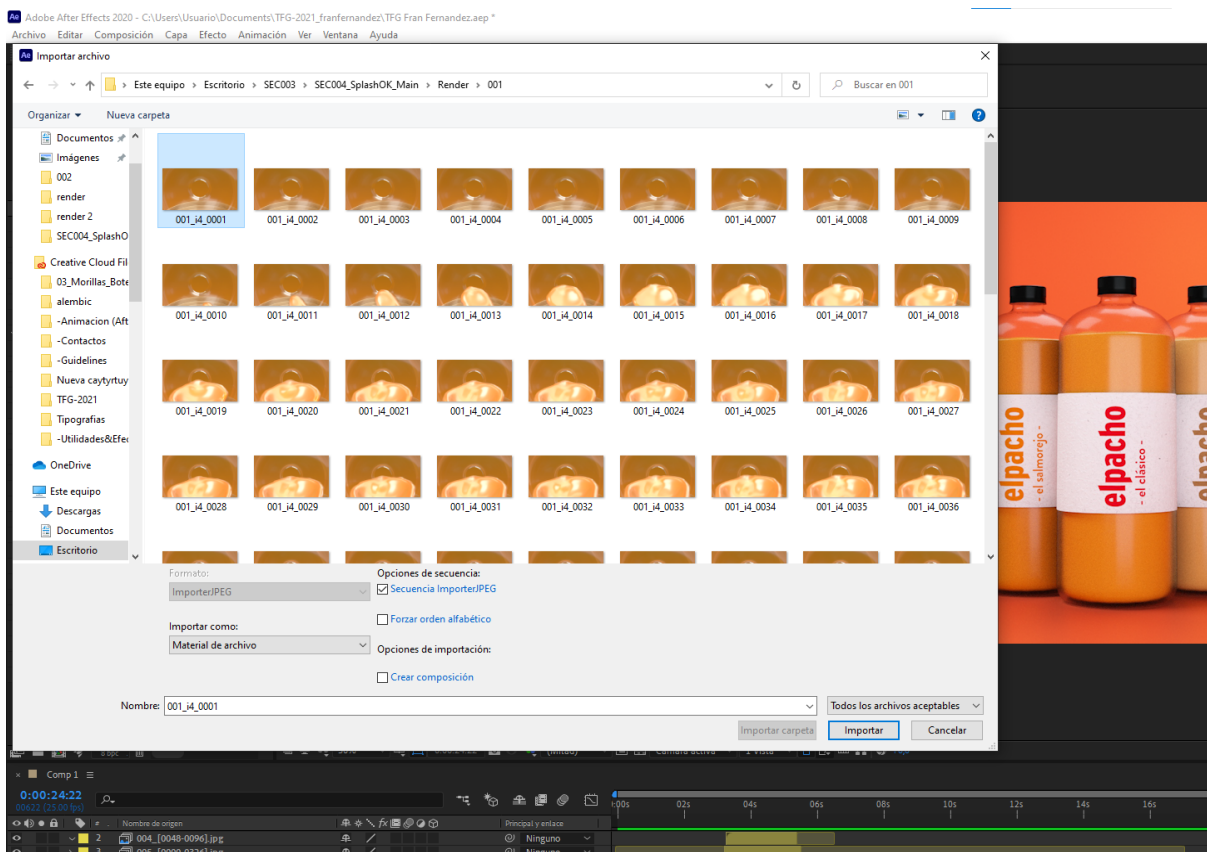 Adobe After Effects 2020 - C:\Users\Usuario\Documents\TFG-2021_franfernandez\TFG Fran Fernandez.aep *
Archivo Editar Composición Capa Efecto Animación Ver Ventana Ayuda
Importar archivo
Este equipo > Escritorio > SEC003 > SEC004_SplashOK_Main > Render > 001
Buscar en 001
Organizar
Nueva carpeta
Documentos
Imágenes
002
render
render 2
SEC004_SplashO
Creative Cloud Fil
03_Morillas_Bote
alembic
-Animacion (Aft
-Contactos
-Guidelines
Nueva caytyrtuy
TFG-2021
Tipografias
-Utilidades&Efec
OneDrive
Este equipo
Descargas
Documentos
Escritorio
001_i4_0001 001_i4_0002 001_i4_0003 001_i4_0004 001_i4_0005 001_i4_0006 001_i4_0007 001_i4_0008 001_i4_0009
001_i4_0010 001_i4_0011 001_i4_0012 001_i4_0013 001_i4_0014 001_i4_0015 001_i4_0016 001_i4_0017 001_i4_0018
001_i4_0019 001_i4_0020 001_i4_0021 001_i4_0022 001_i4_0023 001_i4_0024 001_i4_0025 001_i4_0026 001_i4_0027
001_i4_0028 001_i4_0029 001_i4_0030 001_i4_0031 001_i4_0032 001_i4_0033 001_i4_0034 001_i4_0035 001_i4_0036
Formato:
ImporterJPEG
Importar como:
Material de archivo
Opciones de secuencia:
Secuencia ImporterJPEG
Forzar orden alfabético
Opciones de importación:
Crear composición
Nombre: 001_i4_0001
Todos los archivos aceptables
Importar carpeta Importar Cancelar
elpacho
- el salmorejo -
elpacho
- el clásico -
elpacho
8 bpc
Comp 1
0:00:24:22
00622 (25.00 fps)
:00s 02s 04s 06s 08s 10s 12s 14s 16s
# Nombre de origen
Principal y enlace
2 004_[0048-0096].jpg
Ninguno